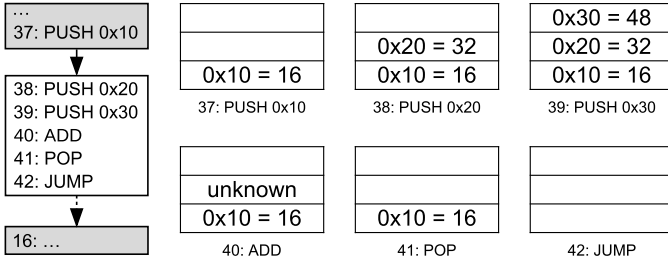 …
37: PUSH 0x10
38: PUSH 0x20
39: PUSH 0x30
40: ADD
41: POP
42: JUMP
16: …
0x10 = 16
37: PUSH 0x10
0x20 = 32
0x10 = 16
38: PUSH 0x20
0x30 = 48
0x20 = 32
0x10 = 16
39: PUSH 0x30
unknown
0x10 = 16
40: ADD
0x10 = 16
41: POP
42: JUMP